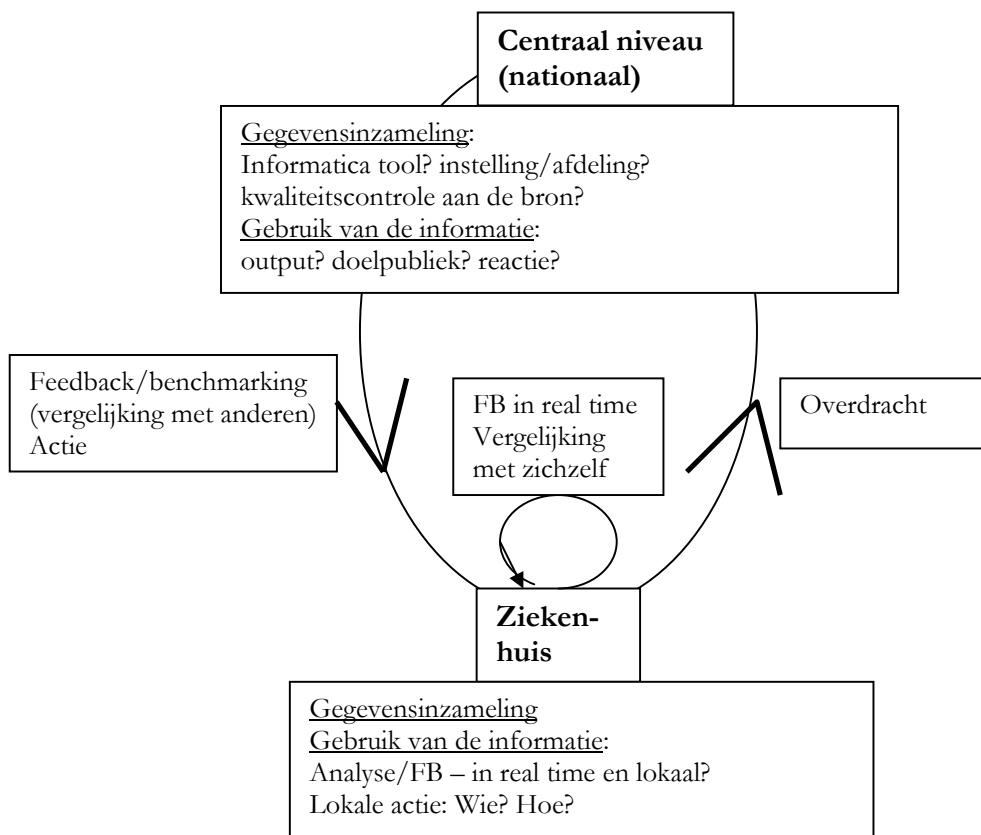 Centraal niveau
(nationaal)
Gegevensinzameling:
Informatica tool? instelling/afdeling?
kwaliteitscontrole aan de bron?
Gebruik van de informatie:
output? doelpubliek? reactie?
Feedback/benchmarking
(vergelijking met anderen)
Actie
FB in real time
Vergelijking
met zichzelf
Overdracht
Zieken-
huis
Gegevensinzameling
Gebruik van de informatie:
Analyse/FB – in real time en lokaal?
Lokale actie: Wie? Hoe?